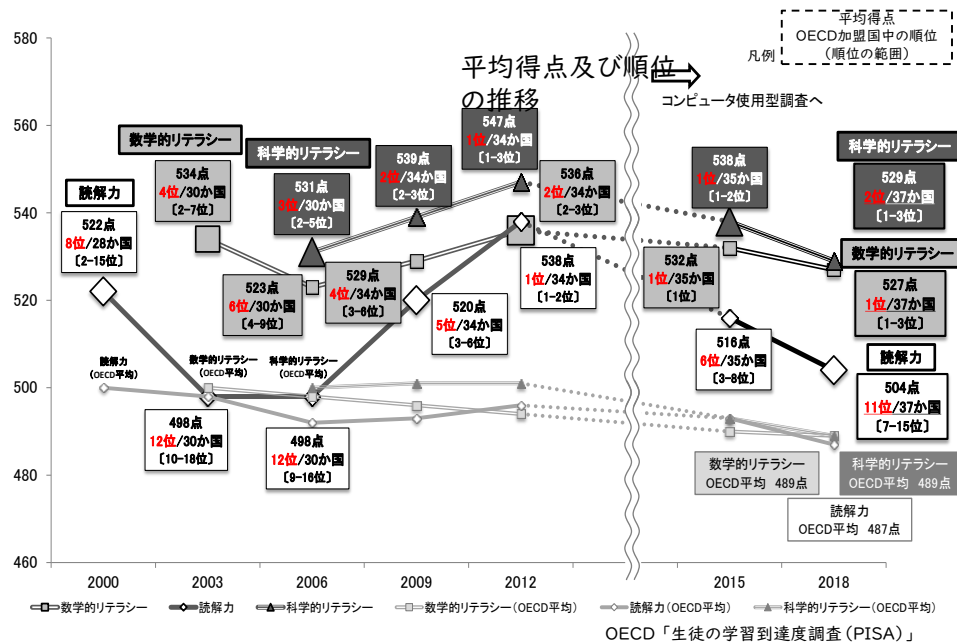 平均得点
OECD加盟国中の順位
(順位の範囲)
凡例
平均得点及び順位
の推移
コンピュータ使用型調査へ
580
560
540
520
500
480
460
読解力
522点
8位/28か国
[2-15位]
数学的リテラシー
534点
4位/30か国
[2-7位]
科学的リテラシー
531点
3位/30か国
[2-5位]
539点
2位/34か国
[2-3位]
547点
1位/34か国
[1-3位]
536点
2位/34か国
[2-3位]
523点
6位/30か国
[4-9位]
529点
4位/34か国
[3-6位]
520点
5位/34か国
[3-6位]
538点
1位/34か国
[1-2位]
498点
12位/30か国
[10-18位]
498点
12位/30か国
[9-16位]
読解力
(OECD平均)
数学的リテラシー
(OECD平均)
科学的リテラシー
(OECD平均)
538点
1位/35か国
[1-2位]
532点
1位/35か国
[1位]
516点
6位/35か国
[3-8位]
科学的リテラシー
529点
2位/37か国
[1-3位]
数学的リテラシー
527点
1位/37か国
[1-3位]
読解力
504点
11位/37か国
[7-15位]
数学的リテラシー
OECD平均 489点
科学的リテラシー
OECD平均 489点
読解力
OECD平均 487点
2000
2003
2006
2009
2012
2015
2018
数学的リテラシー
読解力
科学的リテラシー
数学的リテラシー(OECD平均)
読解力(OECD平均)
科学的リテラシー(OECD平均)
OECD「生徒の学習到達度調査(PISA)」